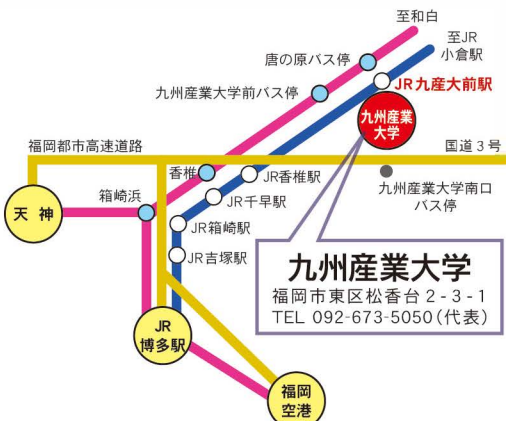 至和白
至JR
小倉駅
唐の原バス停
JR九産大前駅
九州産業大学前バス停
九州産業
大学
福岡都市高速道路
国道3号
香椎
JR香椎駅
九州産業大学南口
バス停
JR千早駅
箱崎浜
天神
JR箱崎駅
JR吉塚駅
九州産業大学
福岡市東区松香台2-3-1
TEL 092-673-5050(代表)
JR
博多駅
福岡
空港